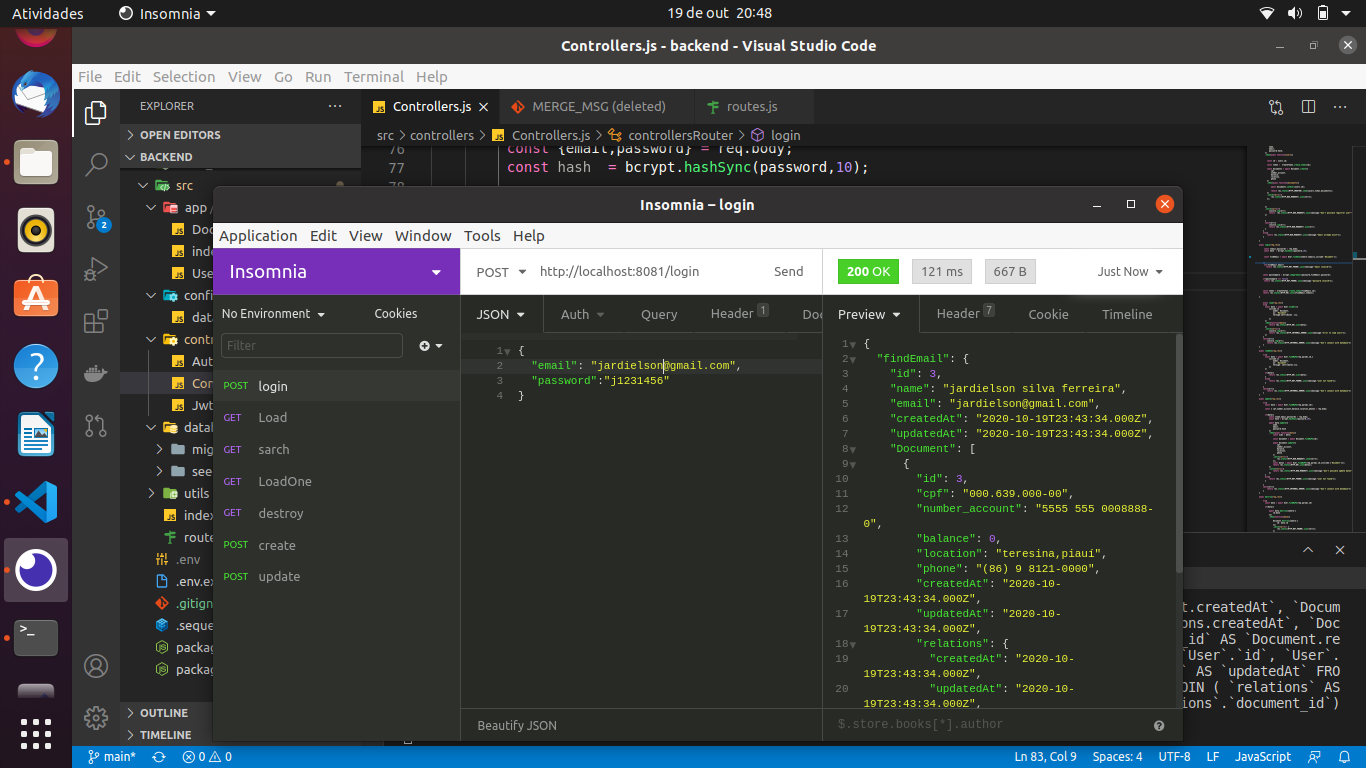 Atividades
Insomnia
19 de out 20:48
Controllers.js - backend - Visual Studio Code
File Edit Selection View Go Run Terminal Help
EXPLORER
OPEN EDITORS
BACKEND
src
app
Doc
inde
Use
confi
data
contr
Aut
Con
Jwt
datab
mig
see
utils
index
route
.env
.env.ex
.gitign
.seque
packag
packag
OUTLINE
TIMELINE
2
Controllers.js
MERGE_MSG (deleted)
routes.js
src > controllers > Controllers.js > controllersRouter > login
76 const {email,password} = req.body;
77 const hash = bcrypt.hashSync(password,10);
Insomnia – login
Application Edit View Window Tools Help
Insomnia
POST http://localhost:8081/login Send
200 OK 121 ms 667 B Just Now
No Environment Cookies
Filter
POST login
GET Load
GET sarch
GET LoadOne
GET destroy
POST create
POST update
JSON Auth Query Header 1 Doc
1 {
2 "email": "jardielson@gmail.com",
3 "password":"j1231456"
4 }
Beautify JSON
Preview Header 7 Cookie Timeline
1 {
2 "findEmail": {
3 "id": 3,
4 "name": "jardielson silva ferreira",
5 "email": "jardielson@gmail.com",
6 "createdAt": "2020-10-19T23:43:34.000Z",
7 "updatedAt": "2020-10-19T23:43:34.000Z",
8 "Document": [
9 {
10 "id": 3,
11 "cpf": "000.639.000-00",
12 "number_account": "5555 555 0008888-
0",
13 "balance": 0,
14 "location": "teresina,piaui",
15 "phone": "(86) 9 8121-0000",
16 "createdAt": "2020-10-
19T23:43:34.000Z",
17 "updatedAt": "2020-10-
19T23:43:34.000Z",
18 "relations": {
19 "createdAt": "2020-10-
19T23:43:34.000Z",
20 "updatedAt": "2020-10-
19T23:43:34.000Z",
$.store.books[*].author
t.createdAt`, `Docum
ons.createdAt`, `Doc
_id` AS `Document.re
`User`.`id`, `User`.
` AS `updatedAt` FRO
OIN ( `relations` AS
ions`.`document_id`)
main*
0 0
Ln 83, Col 9 Spaces: 4 UTF-8 LF JavaScript